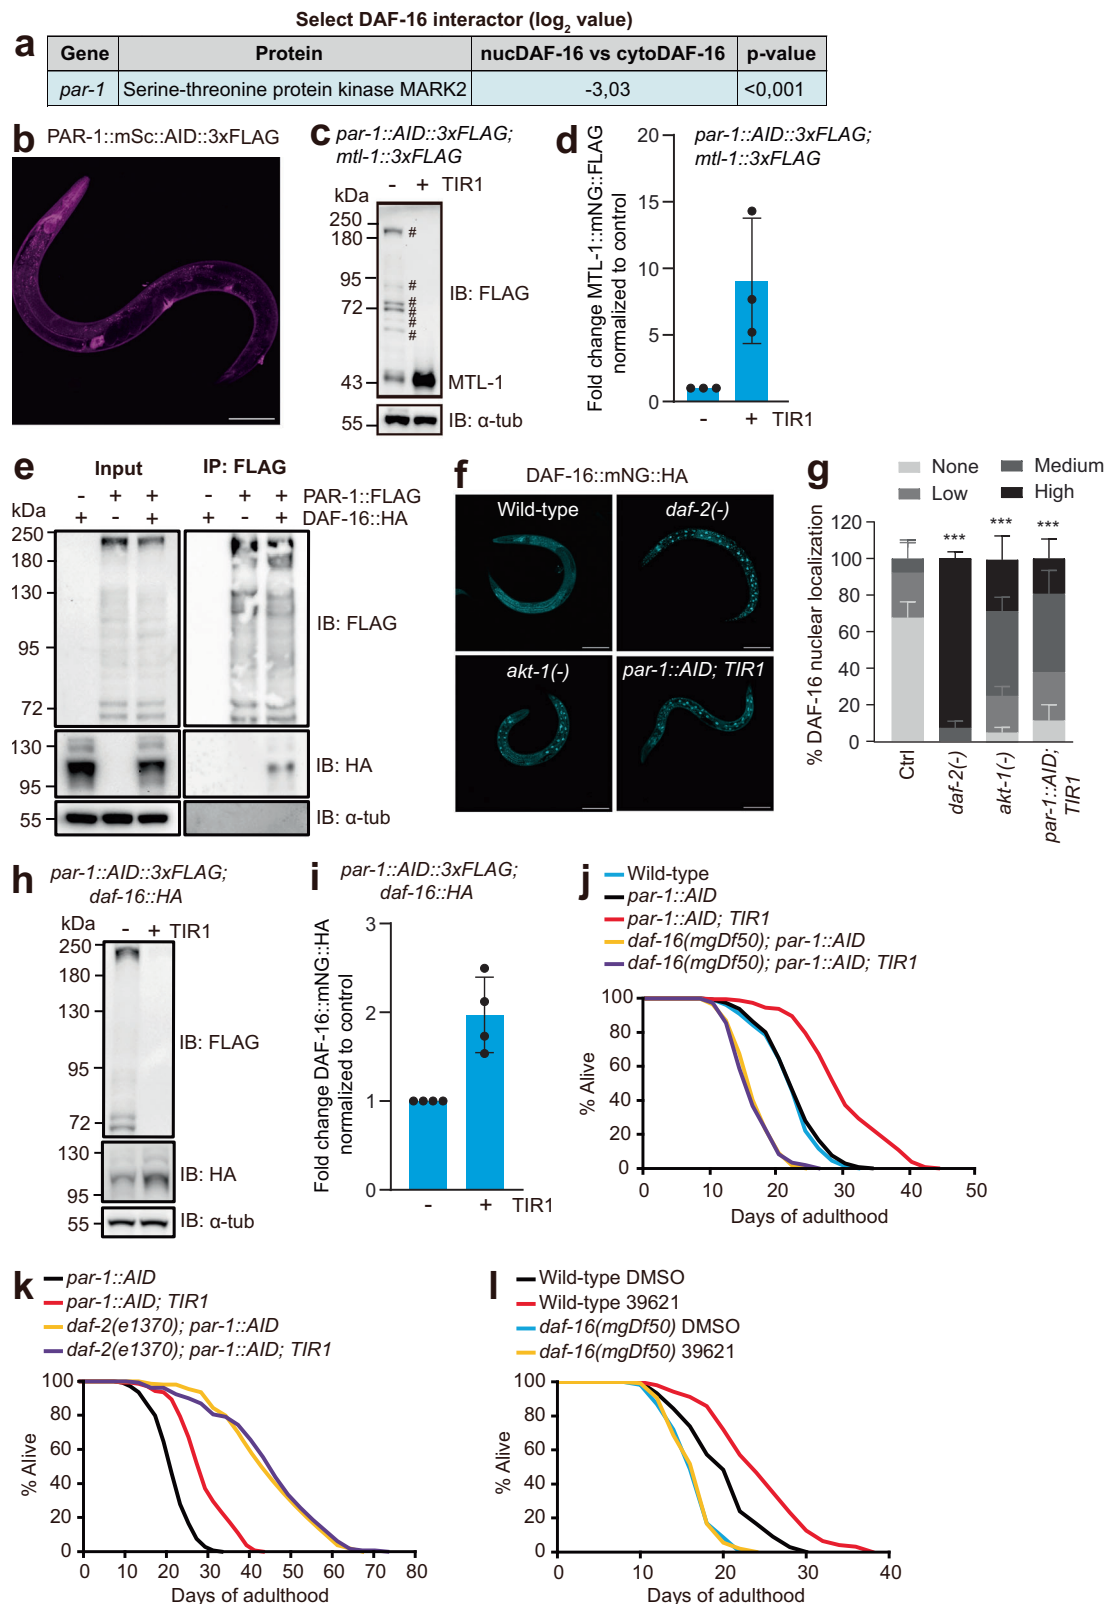 Select DAF-16 interactor (log2 value)
a
Gene Protein nucDAF-16 vs cytoDAF-16 p-value
par-1 Serine-threonine protein kinase MARK2 -3,03 <0,001
b PAR-1::mSc::AID::3xFLAG
c par-1::AID::3xFLAG;
mtl-1::3xFLAG
- + TIR1
kDa
250
180
95
72
43
55
#
#
#
#
#
#
IB: FLAG
MTL-1
IB: α-tub
d par-1::AID::3xFLAG;
mtl-1::3xFLAG
Fold change MTL-1::mNG::FLAG
normalized to control
20
15
10
5
0
- + TIR1
e Input IP: FLAG
- + + - + + PAR-1::FLAG
kDa + - + + - + DAF-16::HA
250
180
130
95
72
IB: FLAG
130
95
IB: HA
55
IB: α-tub
f DAF-16::mNG::HA
Wild-type daf-2(-)
akt-1(-) par-1::AID; TIR1
g
None Medium
Low High
% DAF-16 nuclear localization
120
100
80
60
40
20
0
*** *** ***
Ctrl
daf-2(-)
akt-1(-)
par-1::AID;
TIR1
h par-1::AID::3xFLAG;
daf-16::HA
kDa - + TIR1
250
180
130
95
72
IB: FLAG
130
95
IB: HA
55
IB: α-tub
i par-1::AID::3xFLAG;
daf-16::HA
Fold change DAF-16::mNG::HA
normalized to control
3
2
1
0
- + TIR1
j
Wild-type
par-1::AID
par-1::AID; TIR1
daf-16(mgDf50); par-1::AID
daf-16(mgDf50); par-1::AID; TIR1
% Alive
100
80
60
40
20
0
0 10 20 30 40 50
Days of adulthood
k
par-1::AID
par-1::AID; TIR1
daf-2(e1370); par-1::AID
daf-2(e1370); par-1::AID; TIR1
% Alive
100
80
60
40
20
0
0 10 20 30 40 50 60 70 80
Days of adulthood
l
Wild-type DMSO
Wild-type 39621
daf-16(mgDf50) DMSO
daf-16(mgDf50) 39621
% Alive
100
80
60
40
20
0
0 10 20 30 40
Days of adulthood